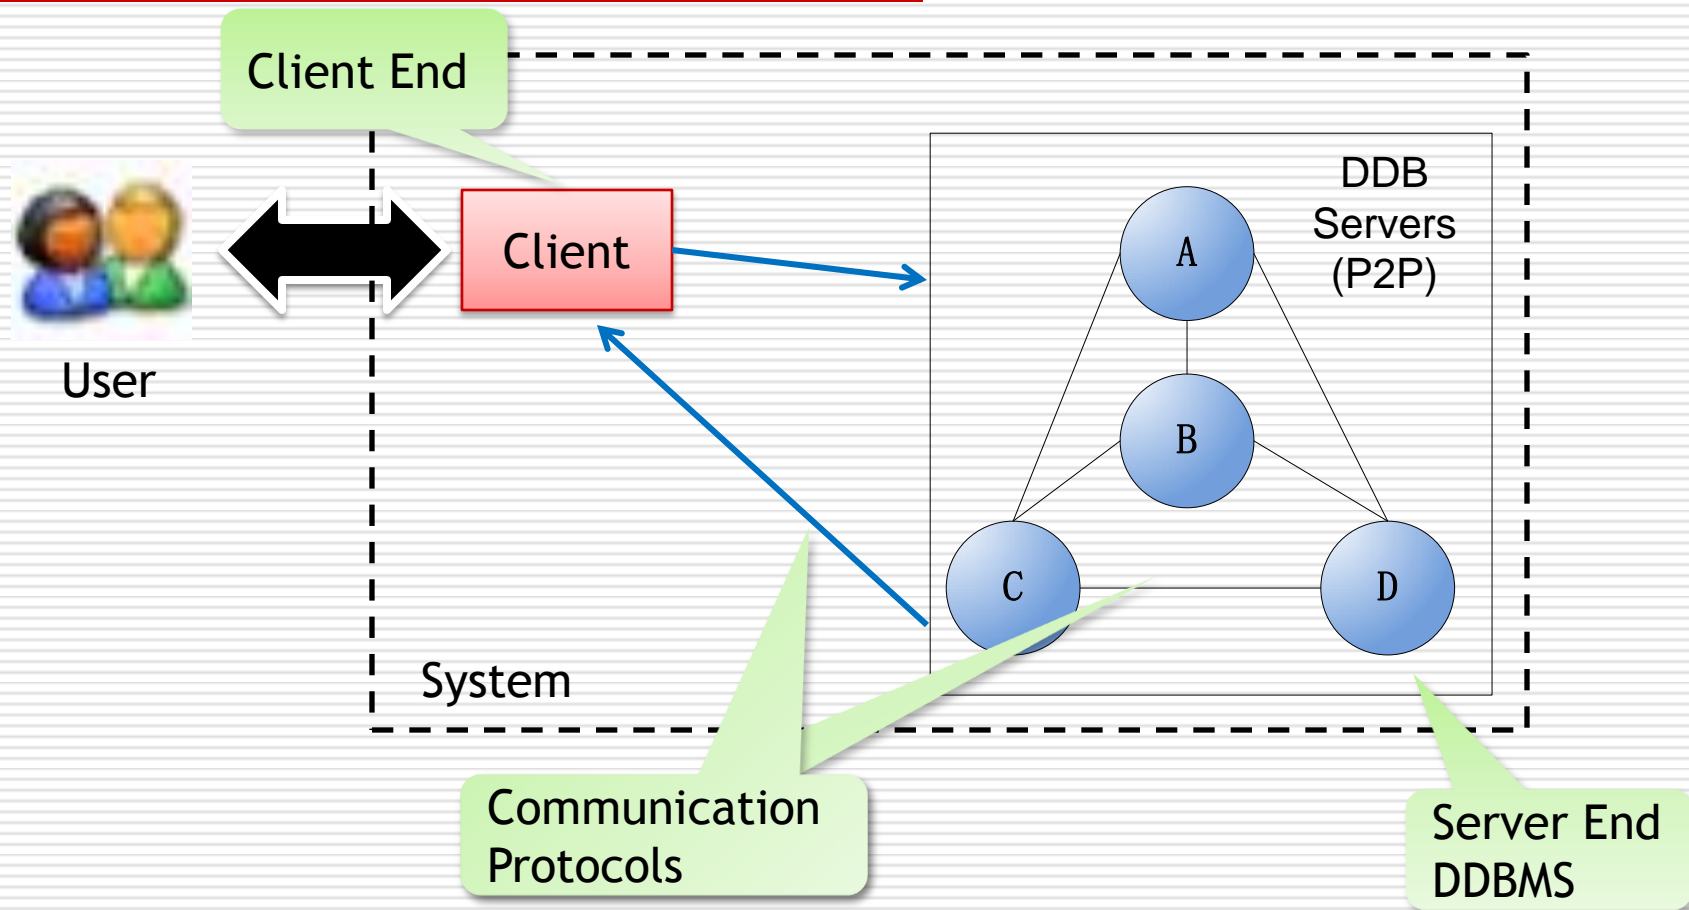 Client End
DDB
Servers
(P2P)
A
Client
User
B
C
D
System
Communication
Protocols
Server End
DDBMS